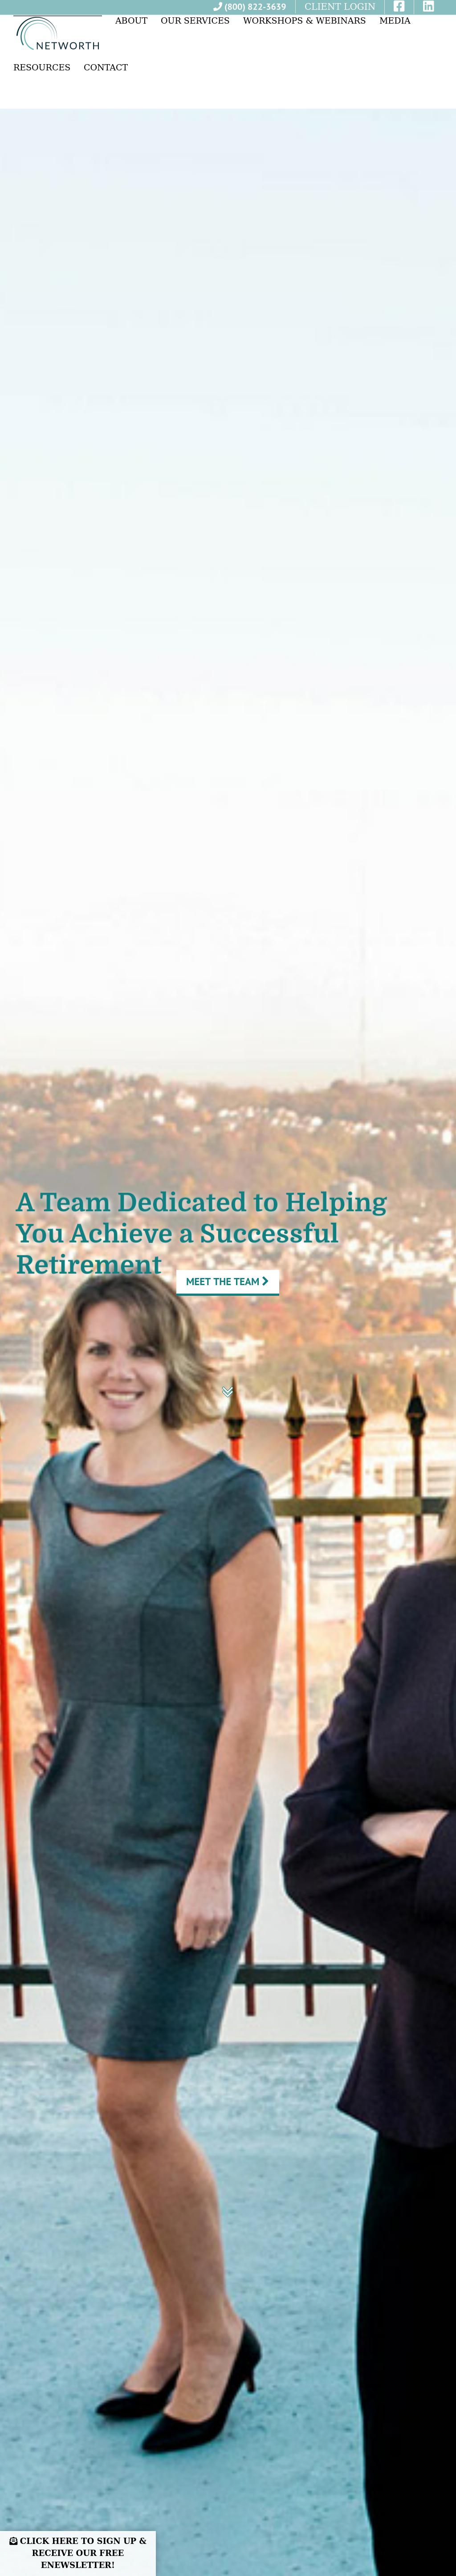 (800) 822-3639 CLIENT LOGIN
NETWORTH
ABOUT OUR SERVICES WORKSHOPS & WEBINARS MEDIA
RESOURCES CONTACT
A Team Dedicated to Helping
You Achieve a Successful
Retirement
MEET THE TEAM
CLICK HERE TO SIGN UP &
RECEIVE OUR FREE
ENEWSLETTER!